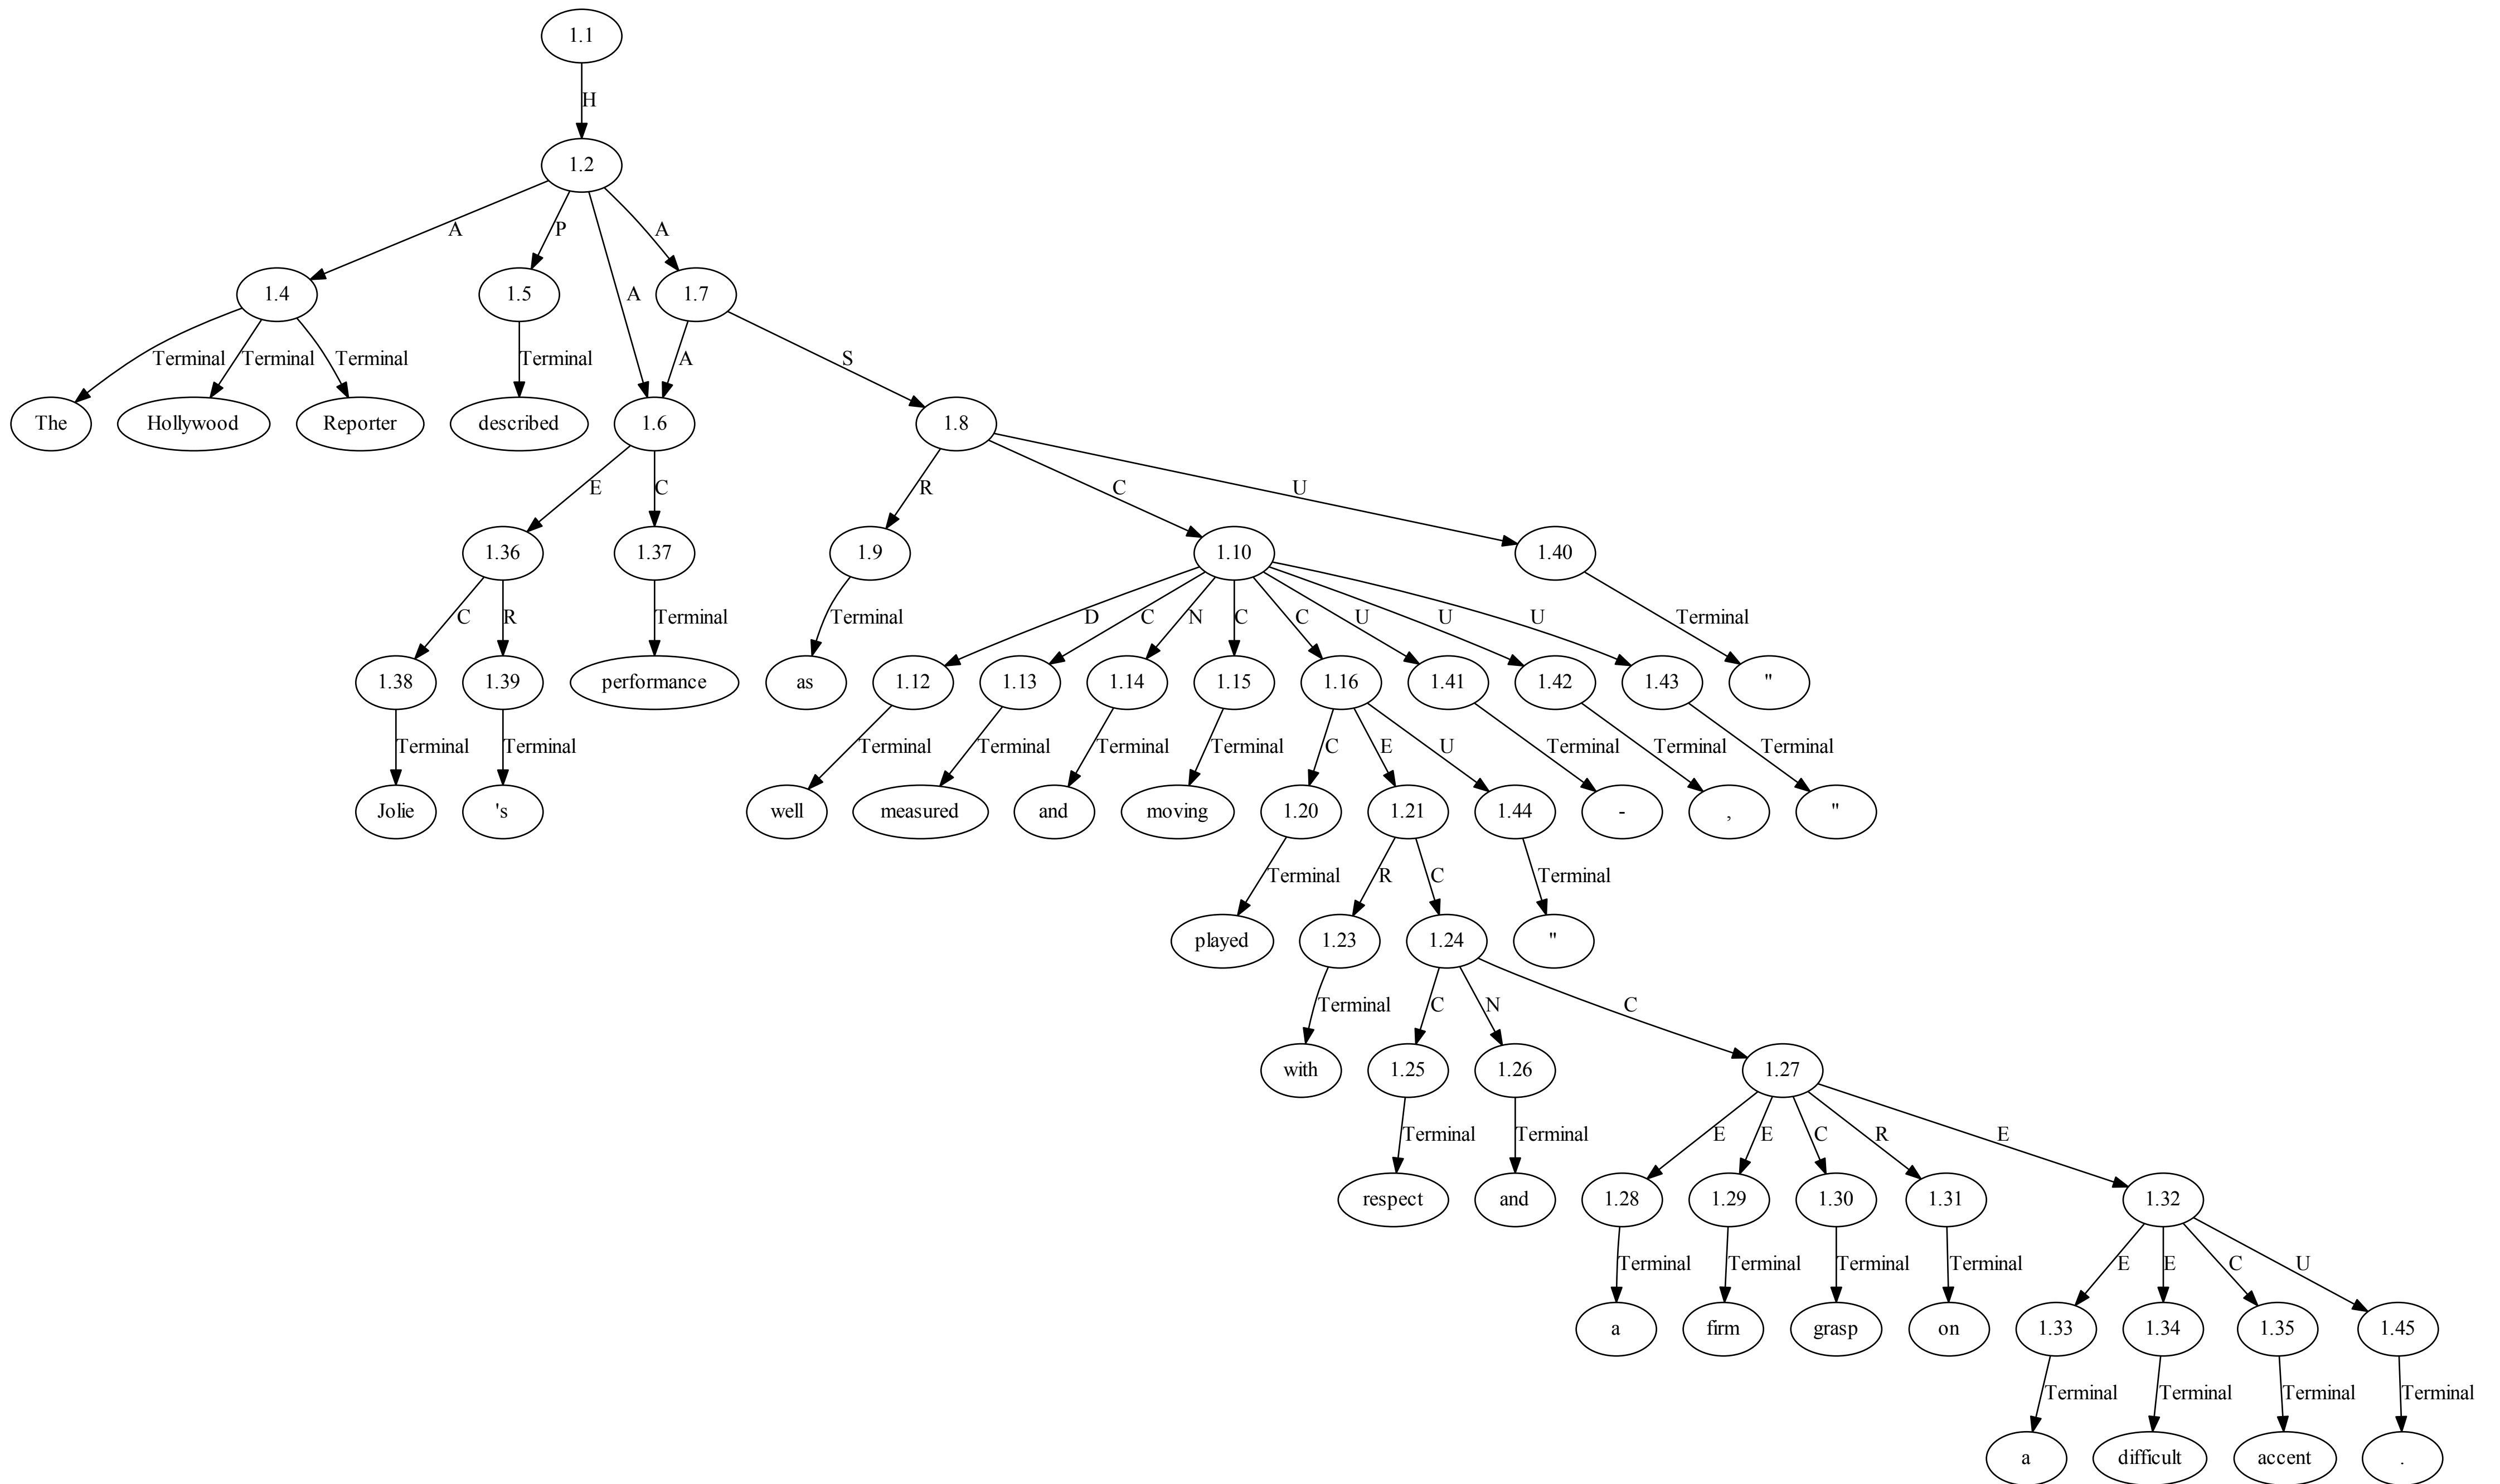 1.1
H
1.2
A P A A
1.4 1.5 1.7
Terminal Terminal Terminal Terminal A S
The Hollywood Reporter described 1.6 1.8
E C R C U
1.36 1.37 1.9 1.10 1.40
C R Terminal Terminal D C N C C U U U Terminal
1.38 1.39 performance as 1.12 1.13 1.14 1.15 1.16 1.41 1.42 1.43 "
Terminal Terminal Terminal Terminal Terminal Terminal C E U Terminal Terminal Terminal
Jolie 's well measured and moving 1.20 1.21 1.44 - , "
Terminal R C Terminal
played 1.23 1.24 "
Terminal C N C
with 1.25 1.26 1.27
Terminal Terminal E E C R E
respect and 1.28 1.29 1.30 1.31 1.32
Terminal Terminal Terminal Terminal E E C U
a firm grasp on 1.33 1.34 1.35 1.45
Terminal Terminal Terminal Terminal
a difficult accent .